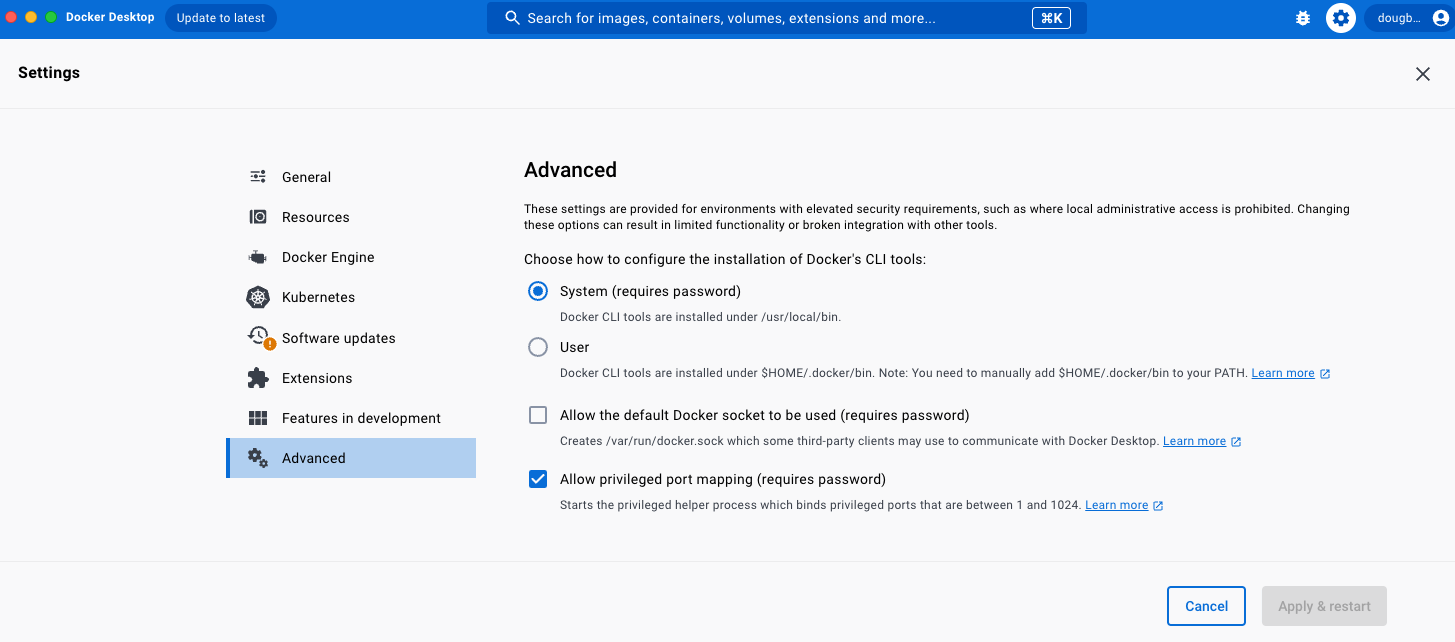 Docker Desktop
Update to latest
Search for images, containers, volumes, extensions and more...
⌘K
dougb...
Settings
General
Resources
Docker Engine
Kubernetes
Software updates
Extensions
Features in development
Advanced
Advanced
These settings are provided for environments with elevated security requirements, such as where local administrative access is prohibited. Changing
these options can result in limited functionality or broken integration with other tools.
Choose how to configure the installation of Docker's CLI tools:
System (requires password)
Docker CLI tools are installed under /usr/local/bin.
User
Docker CLI tools are installed under $HOME/.docker/bin. Note: You need to manually add $HOME/.docker/bin to your PATH. Learn more
Allow the default Docker socket to be used (requires password)
Creates /var/run/docker.sock which some third-party clients may use to communicate with Docker Desktop. Learn more
Allow privileged port mapping (requires password)
Starts the privileged helper process which binds privileged ports that are between 1 and 1024. Learn more
Cancel
Apply & restart